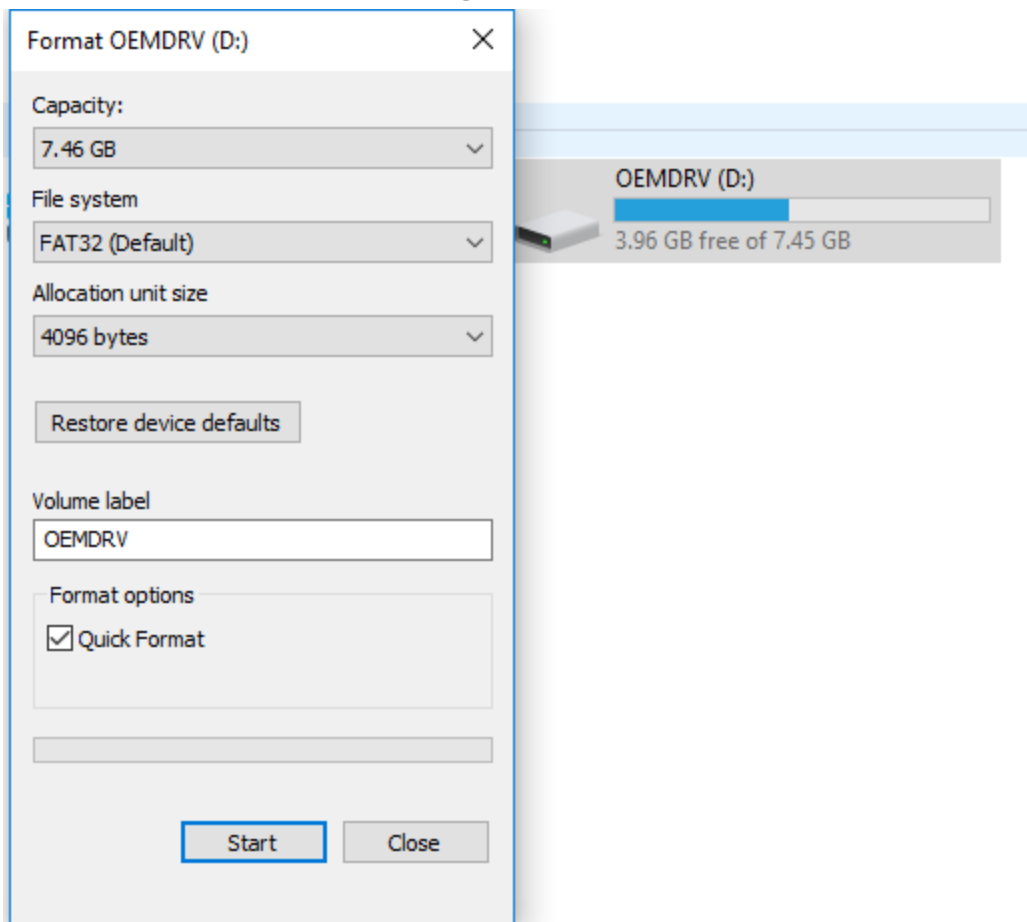 Format OEMDRV (D:)
Capacity:
7.46 GB
File system
FAT32 (Default)
Allocation unit size
4096 bytes
Restore device defaults
Volume label
OEMDRV
Format options
Quick Format
Start
Close
OEMDRV (D:)
3.96 GB free of 7.45 GB